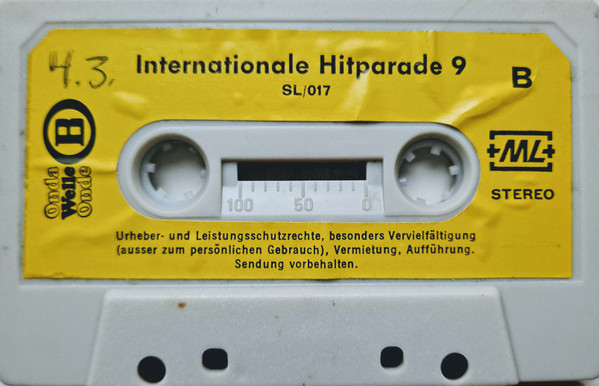 4.3.
Internationale Hitparade 9
SL/017
B
B
Onda
Welle
Onde
+ML+
STEREO
100 50 0
Urheber- und Leistungsschutzrechte, besonders Vervielfältigung
(ausser zum persönlichen Gebrauch), Vermietung, Aufführung.
Sendung vorbehalten.